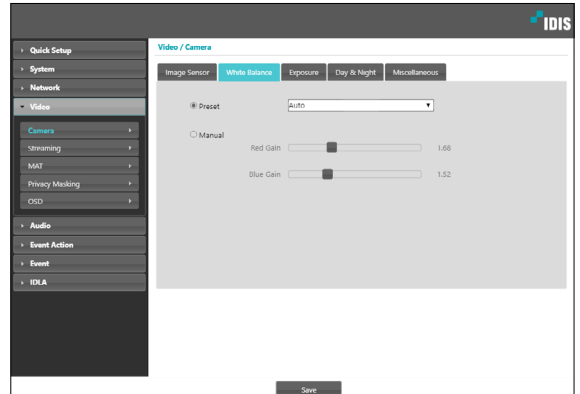 IDIS
Quick Setup
System
Network
Video
Camera
Streaming
MAT
Privacy Masking
OSD
Audio
Event Action
Event
IDLA
Video / Camera
Image Sensor White Balance Exposure Day & Night Miscellaneous
Preset Auto
Manual
Red Gain 1.68
Blue Gain 1.52
Save